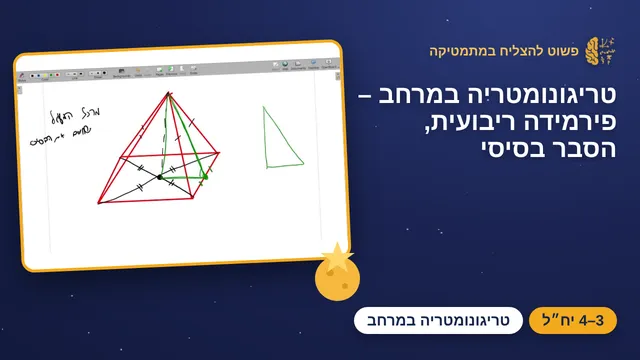 פשוט להצליח במתמטיקה
טריגונומטריה במרחב –
פירמידה ריבועית,
הסבר בסיסי
3–4 יח״ל
טריגונומטריה במרחב